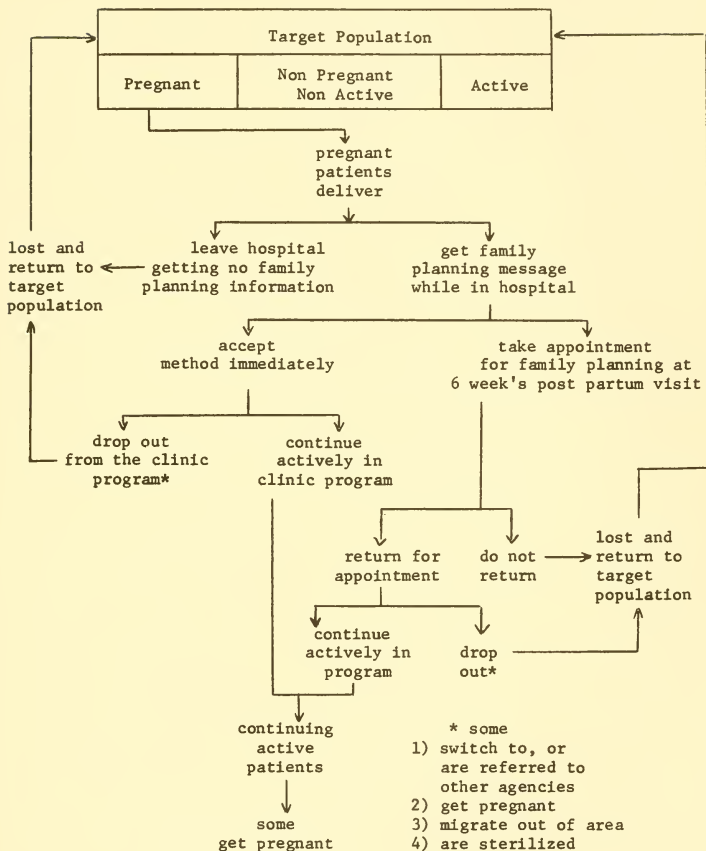 Target Population
Pregnant
Non Pregnant
Non Active
Active
pregnant
patients
deliver
lost and
return to
target
population
leave hospital
getting no family
planning information
get family
planning message
while in hospital
accept
method immediately
take appointment
for family planning at
6 week's post partum visit
drop out
from the clinic
program*
continue
actively in
clinic program
return for
appointment
do not
return
lost and
return to
target
population
continue
actively in
program
drop
out*
continuing
active
patients
some
get pregnant
* some
1) switch to, or
are referred to
other agencies
2) get pregnant
3) migrate out of area
4) are sterilized